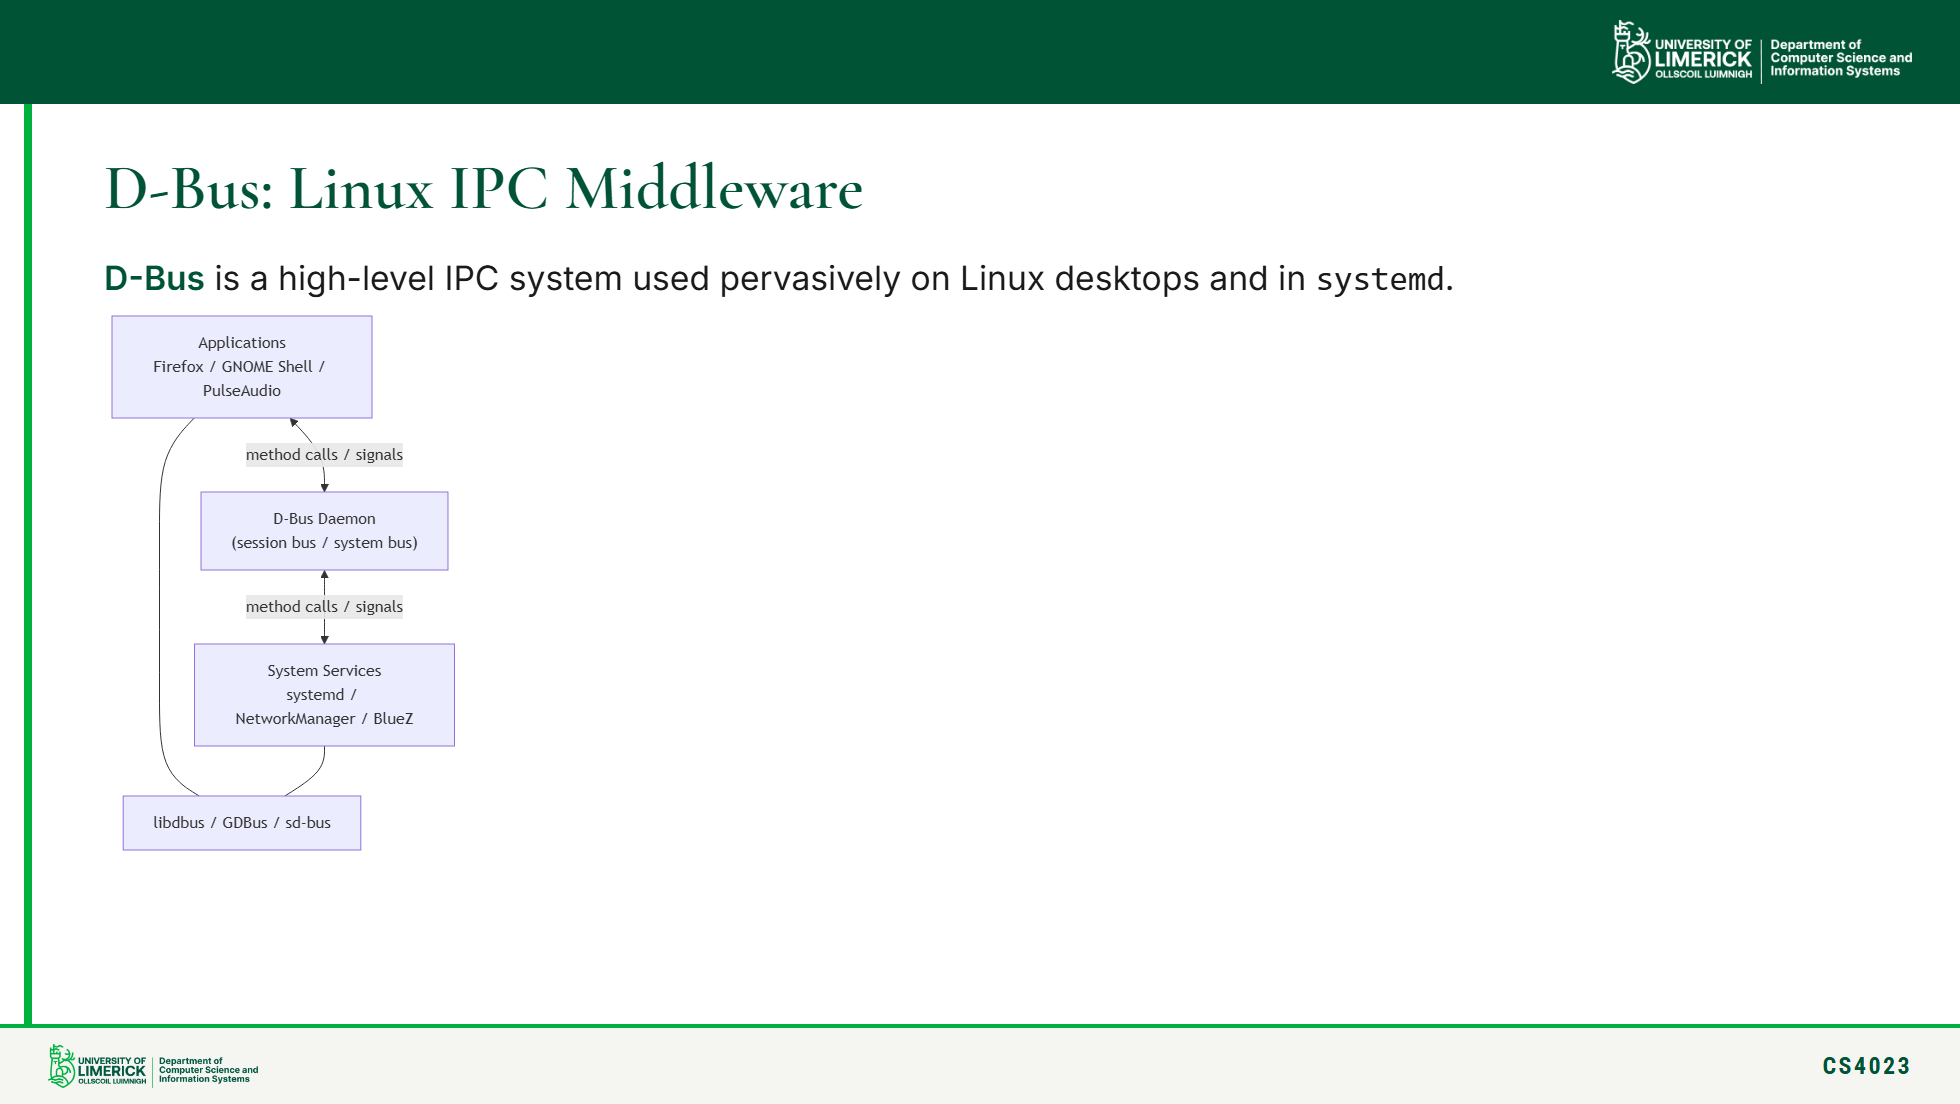 UNIVERSITY OF
LIMERICK
OLLSCOIL LUIMNIGH
Department of
Computer Science and
Information Systems
D-Bus: Linux IPC Middleware
D-Bus is a high-level IPC system used pervasively on Linux desktops and in systemd.
Applications
Firefox / GNOME Shell /
PulseAudio
method calls / signals
D-Bus Daemon
(session bus / system bus)
method calls / signals
System Services
systemd /
NetworkManager / BlueZ
libdbus / GDBus / sd-bus
UNIVERSITY OF
LIMERICK
OLLSCOIL LUIMNIGH
Department of
Computer Science and
Information Systems
CS4023